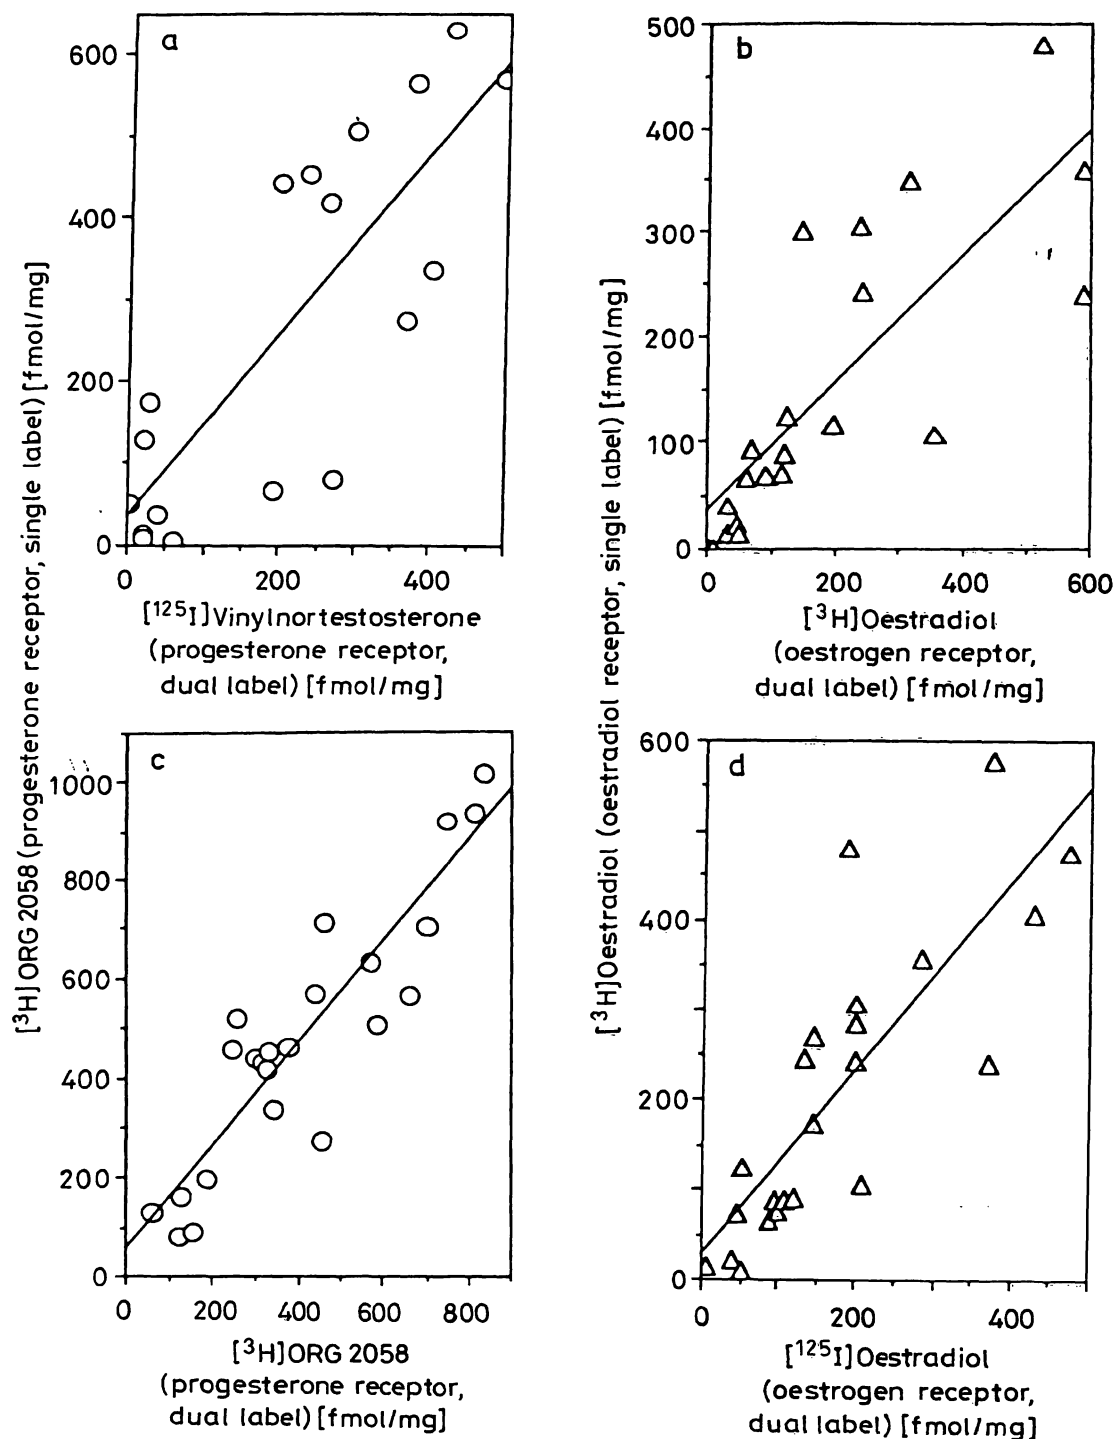 [³H]ORG 2058 (progesterone receptor, single label) [fmol/mg]
a
600
400
200
0
0 200 400
[¹²⁵I]Vinylnortestosterone
(progesterone receptor,
dual label) [fmol/mg]
[³H]Oestradiol (oestradiol receptor, single label) [fmol/mg]
b
500
400
300
200
100
0
0 200 400 600
[³H]Oestradiol
(oestrogen receptor,
dual label) [fmol/mg]
c
1000
800
600
400
200
0
0 200 400 600 800
[³H]ORG 2058
(progesterone receptor,
dual label) [fmol/mg]
d
600
400
200
0
0 200 400
[¹²⁵I]Oestradiol
(oestrogen receptor,
dual label) [fmol/mg]